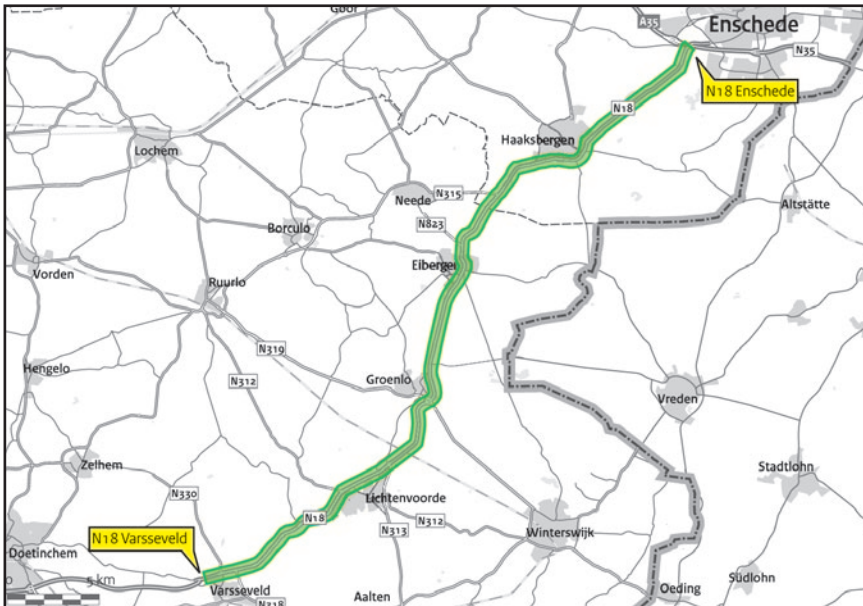 Goor
Enschede
A35
N35
N18 Enschede
N18
Haaksbergen
Lochem
N315
Neede
Altstätte
N823
Borculo
Eibergen
Vorden
Ruurlo
N319
Hengelo
N312
Groenlo
Vreden
Zelhem
Stadtlohn
N330
Lichtenvoorde
N18
N313
N312
Winterswijk
N18 Varsseveld
Doetinchem
5 km
Varsseveld
Aalten
Oeding
Südlohn
N318